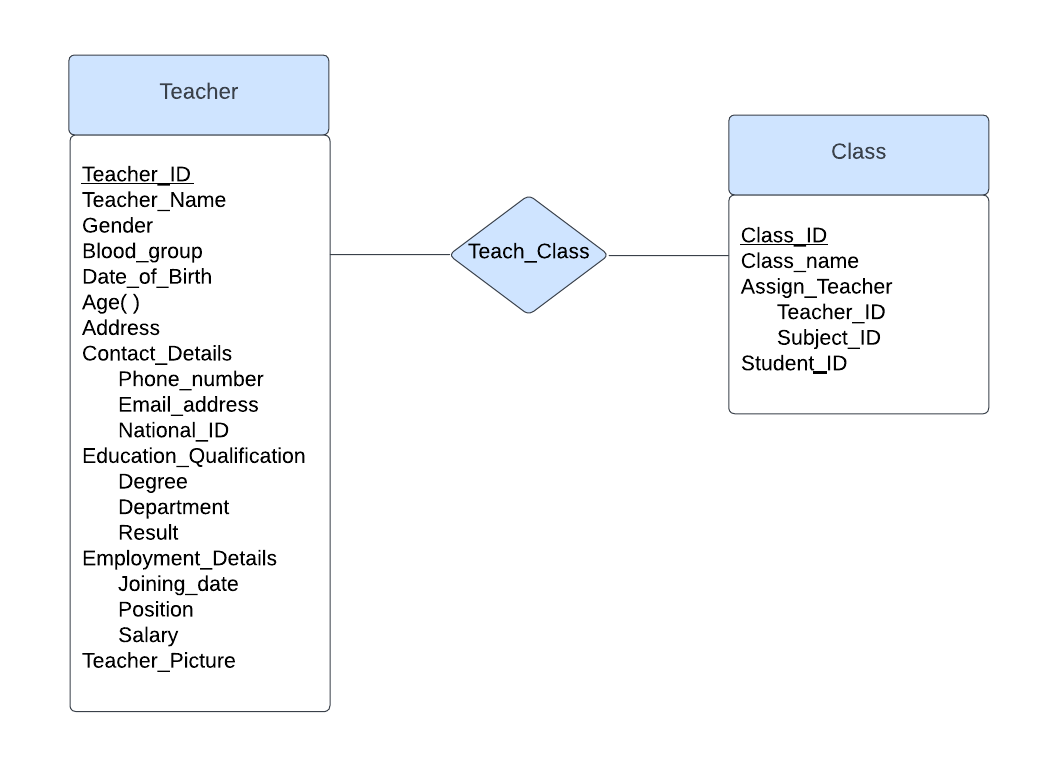 Teacher
Teacher_ID
Teacher_Name
Gender
Blood_group
Date_of_Birth
Age( )
Address
Contact_Details
Phone_number
Email_address
National_ID
Education_Qualification
Degree
Department
Result
Employment_Details
Joining_date
Position
Salary
Teacher_Picture
Teach_Class
Class
Class_ID
Class_name
Assign_Teacher
Teacher_ID
Subject_ID
Student_ID